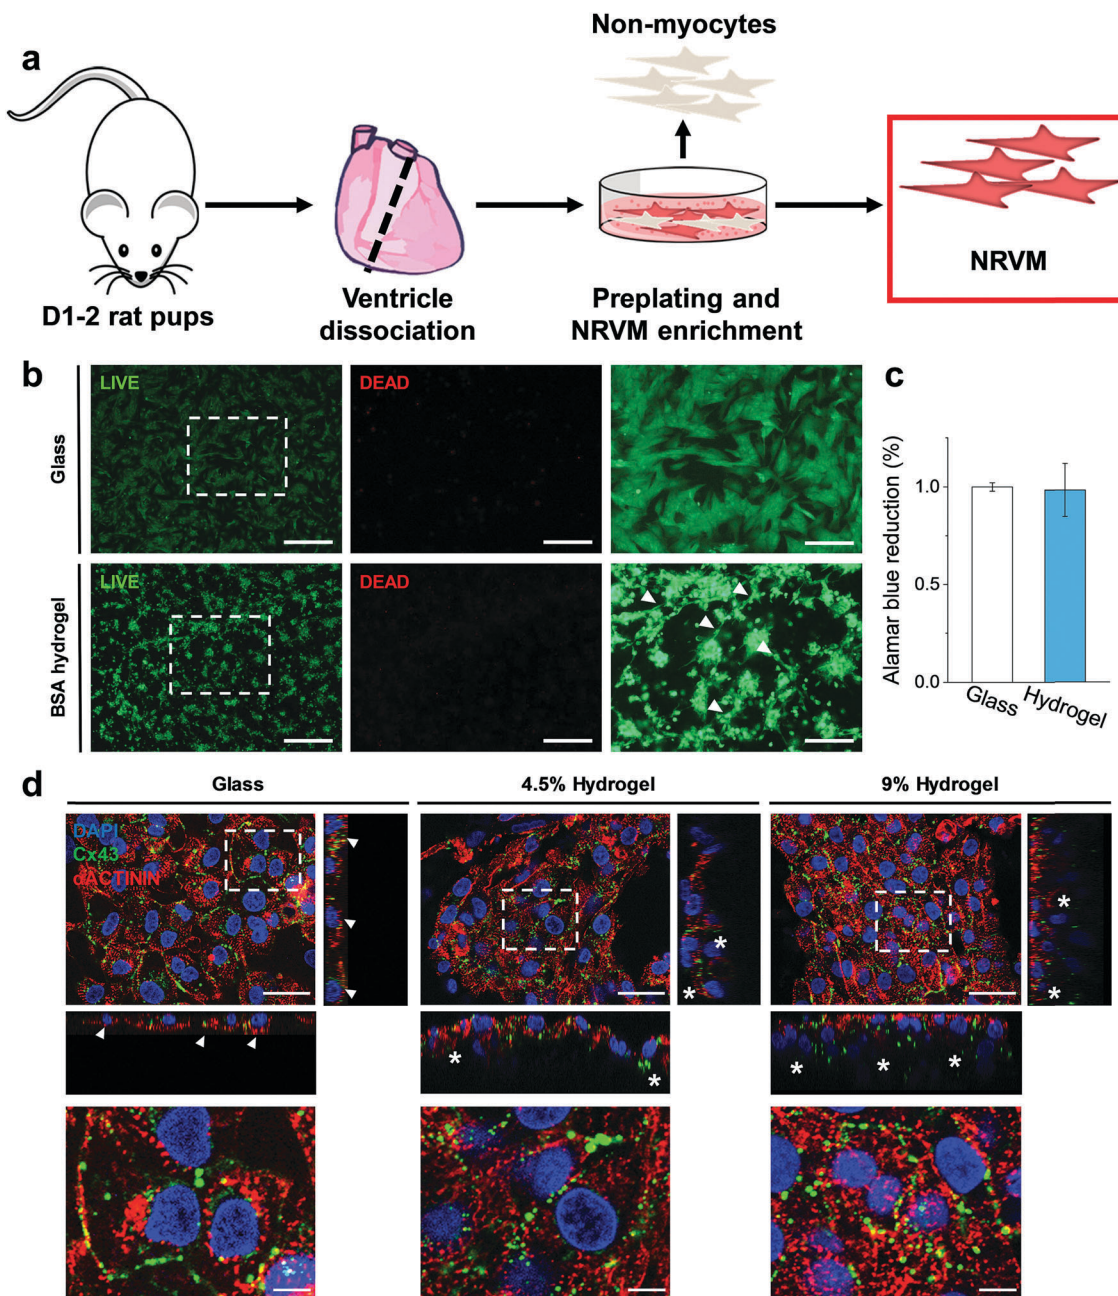 a
Non-myocytes
D1-2 rat pups
Ventricle
dissociation
Preplating and
NRVM enrichment
NRVM
b
Glass
LIVE
DEAD
BSA hydrogel
LIVE
DEAD
c
Alamar blue reduction (%)
1.0
0.5
0.0
Glass
Hydrogel
d
Glass
4.5% Hydrogel
9% Hydrogel
DAPI
Cx43
αACTININ
*
*
*
*
*
*
*
*
*